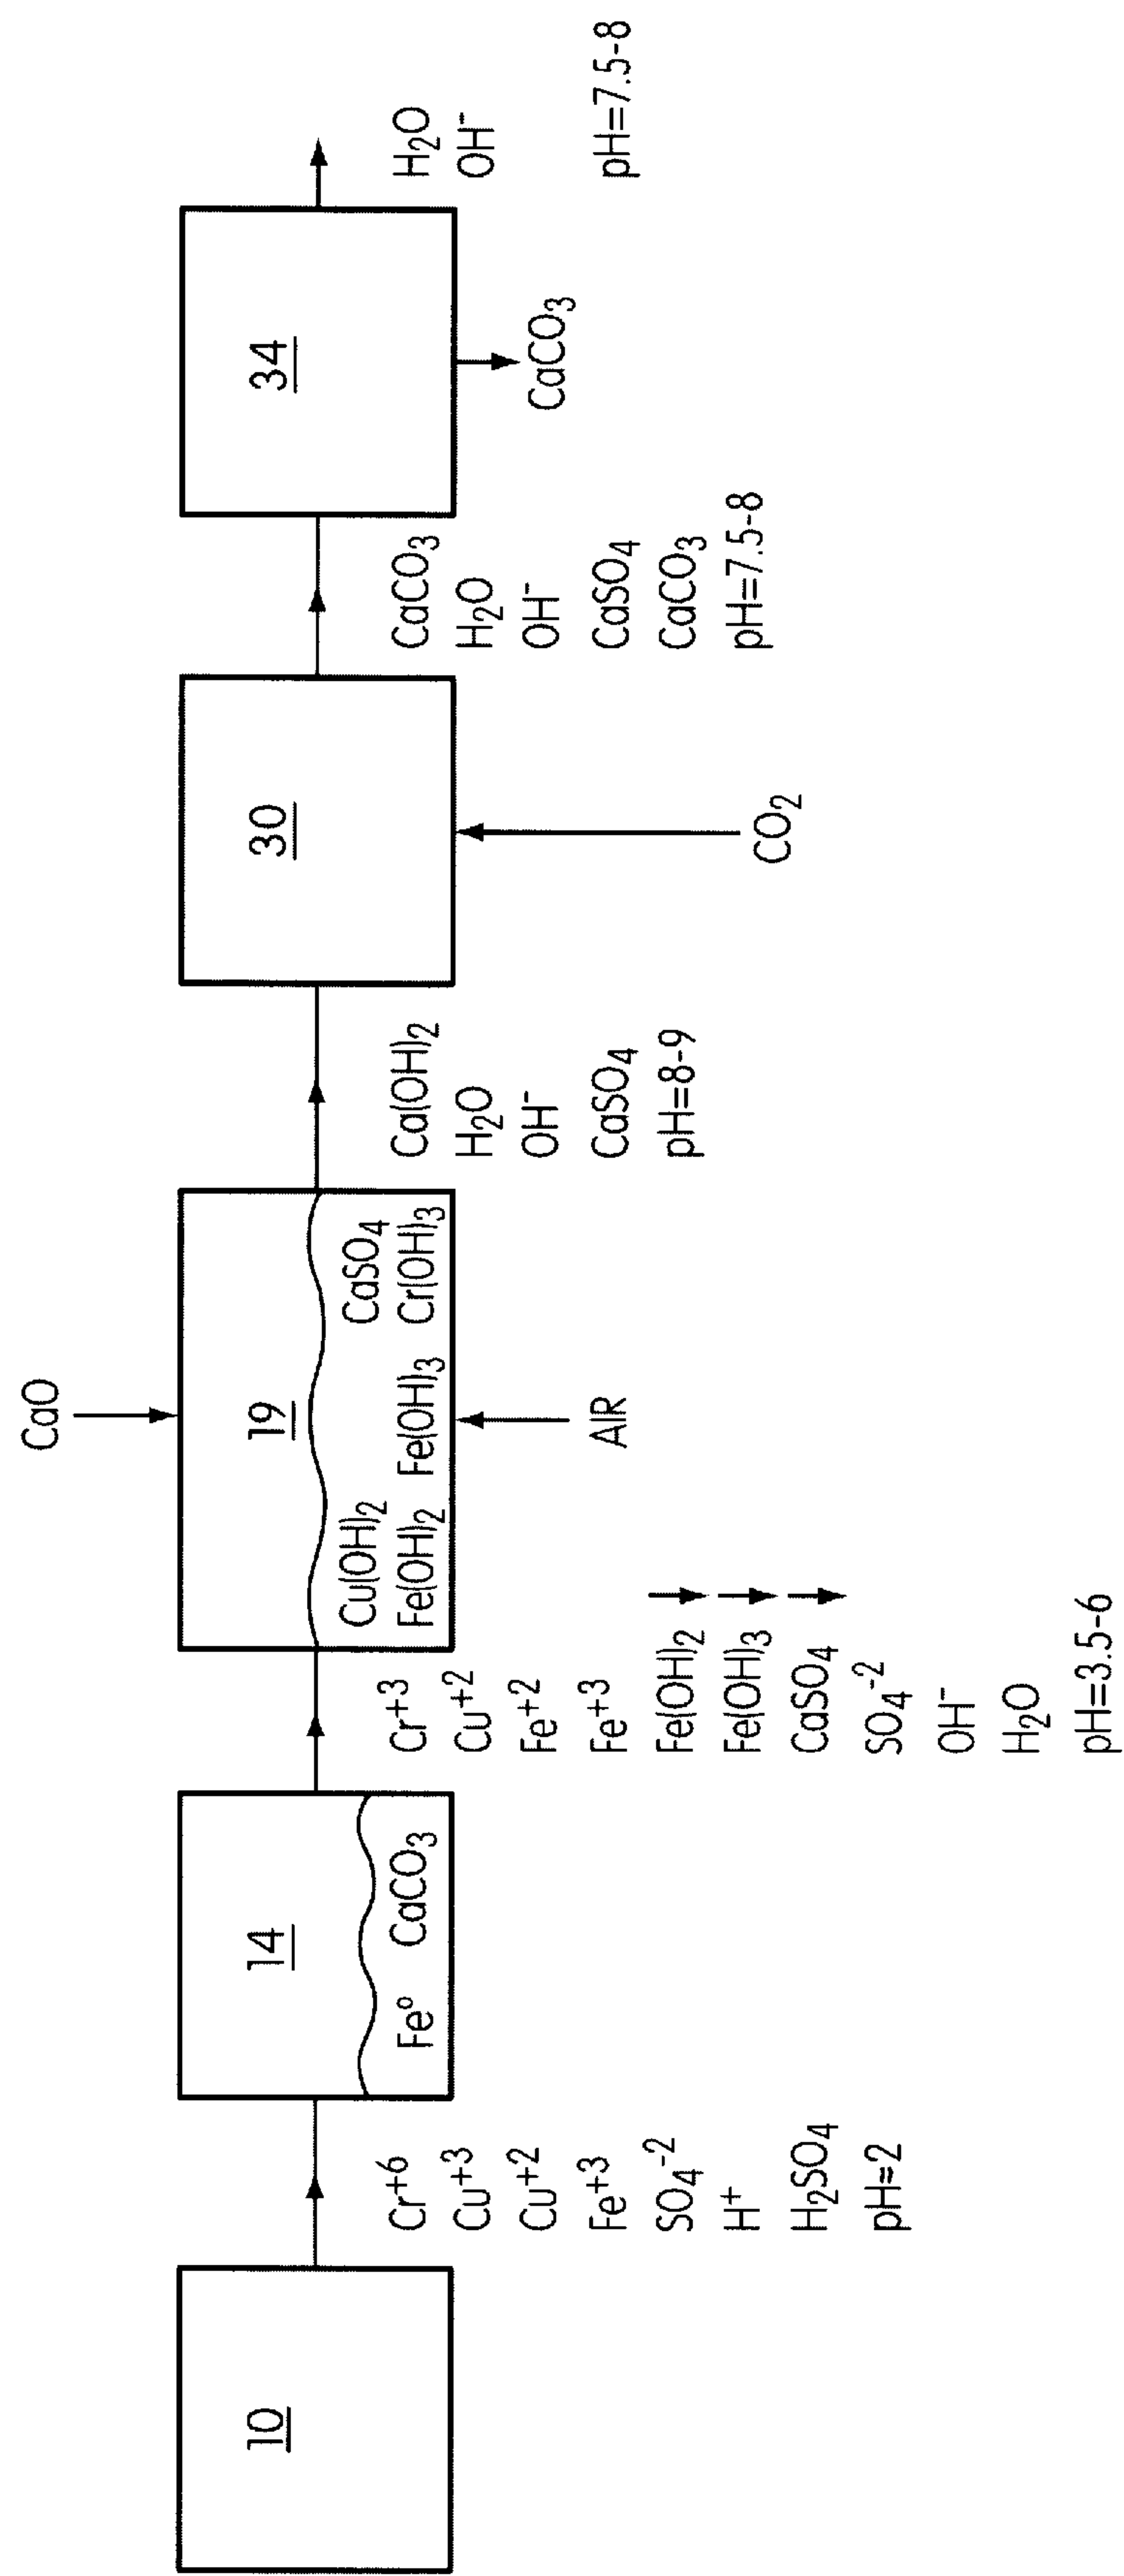 10
Cr+6
Cu+3
Cu+2
Fe+3
SO4-2
H+
H2SO4
pH=2
14
Fe° CaCO3
Cr+3
Cu+2
Fe+2
Fe+3
Fe(OH)2
Fe(OH)3
CaSO4
SO4-2
OH-
H2O
pH=3.5-6
CaO
19
Cu(OH)2 CaSO4
Fe(OH)2 Fe(OH)3 Cr(OH)3
AIR
Ca(OH)2
H2O
OH-
CaSO4
pH=8-9
30
CO2
CaCO3
H2O
OH-
CaSO4
CaCO3
pH=7.5-8
34
CaCO3
H2O
OH-
pH=7.5-8